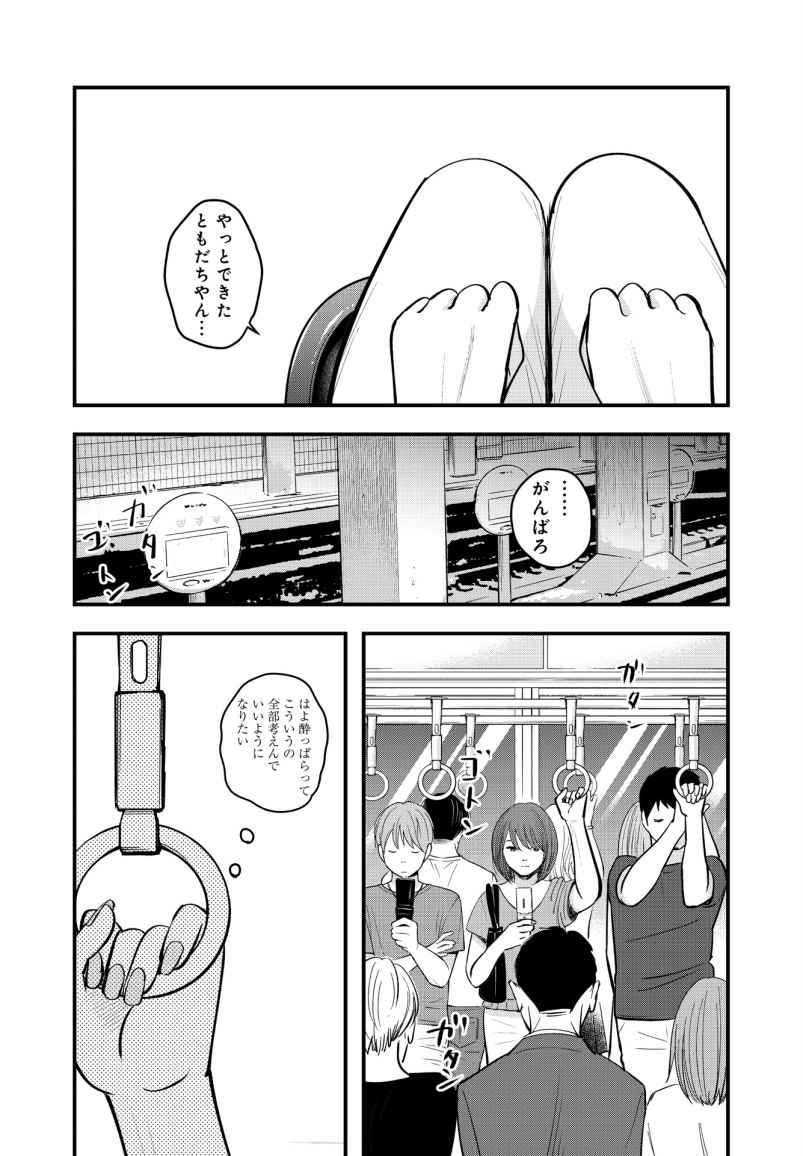 やっとできた
ともだちやん…
……
がんばろ
ガタン
ゴトン
ガタン
ゴトン
ガタン
はよ酔っぱらって
こういうの
全部考えんで
いいように
なりたい